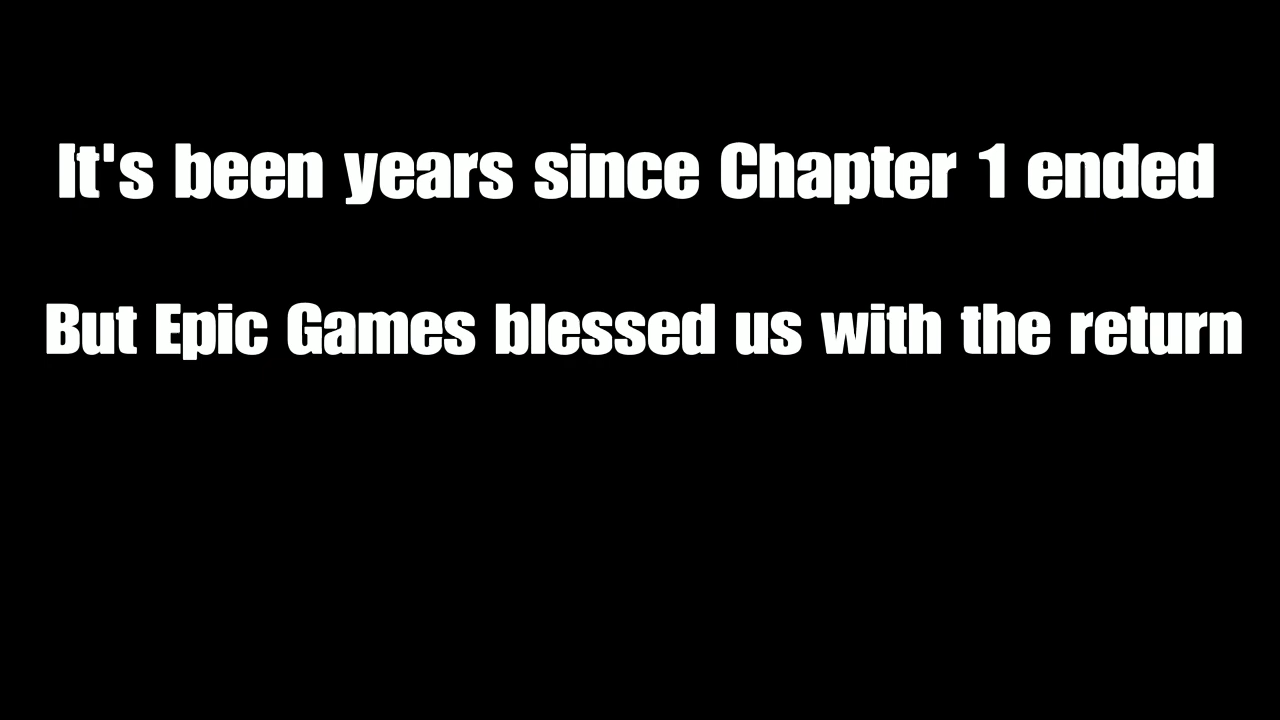 It's been years since Chapter 1 ended
But Epic Games blessed us with the return